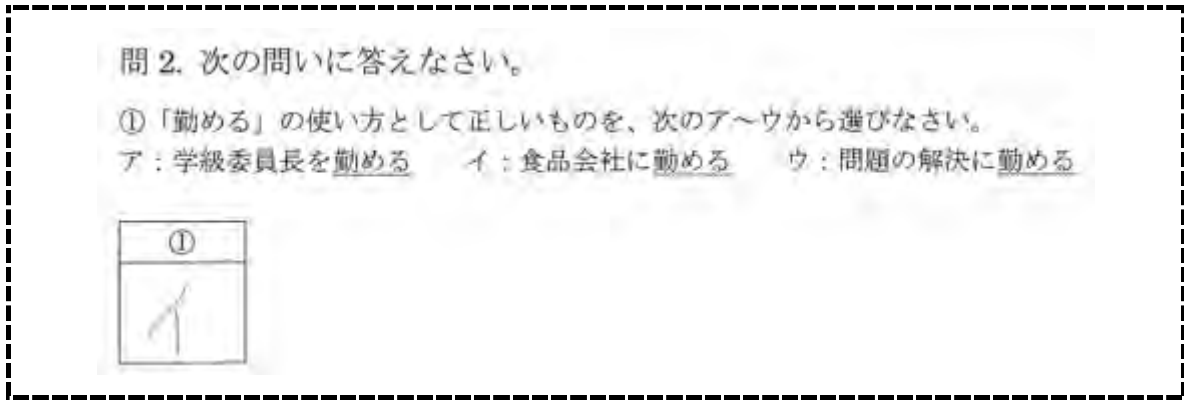 問 2. 次の問いに答えなさい。
①「勤める」の使い方として正しいものを、次のア～ウから選びなさい。
ア：学級委員長を勤める　イ：食品会社に勤める　ウ：問題の解決に勤める
①
イ